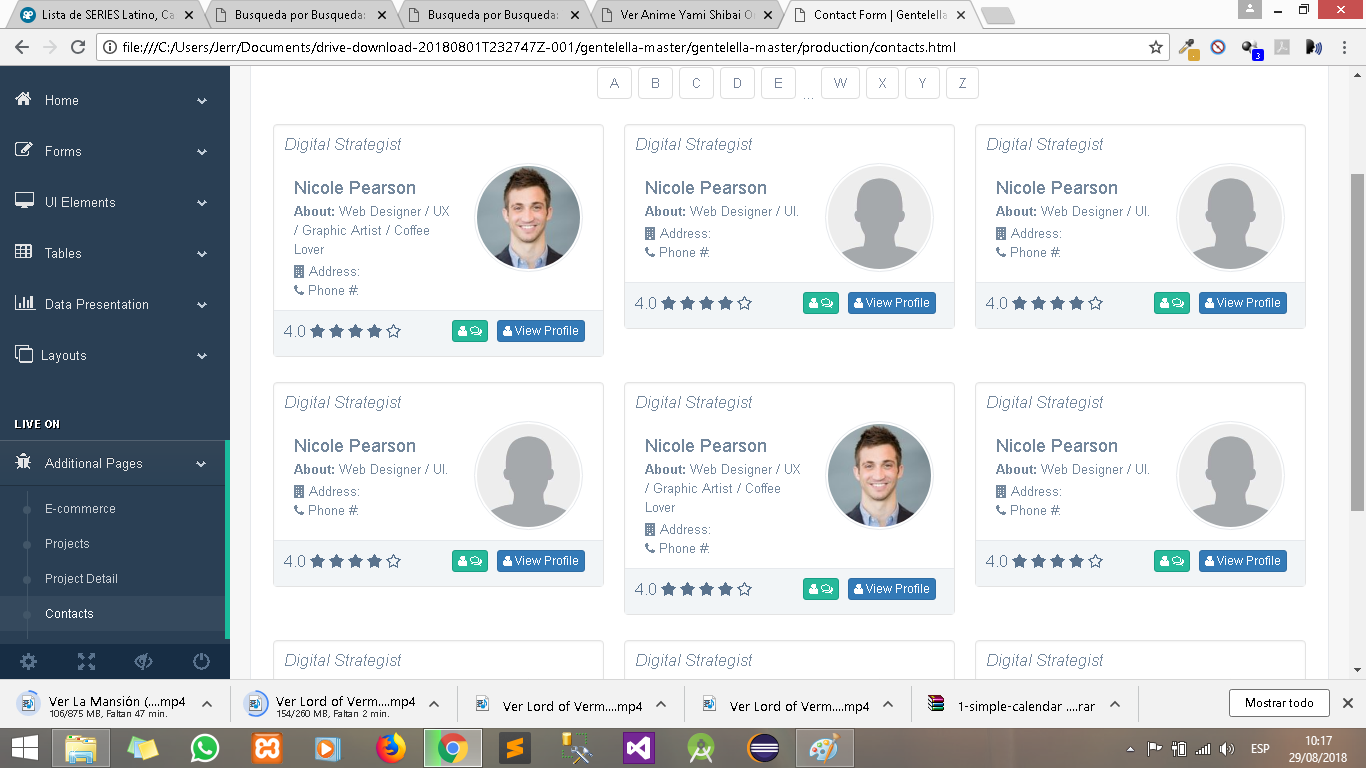 Lista de SERIES Latino, Ca
Busqueda por Busqueda:
Busqueda por Busqueda:
Ver Anime Yami Shibai O
Contact Form | Gentelella
file:///C:/Users/Jerr/Documents/drive-download-20180801T232747Z-001/gentelella-master/gentelella-master/production/contacts.html
3
Home
Forms
UI Elements
Tables
Data Presentation
Layouts
LIVE ON
Additional Pages
E-commerce
Projects
Project Detail
Contacts
A B C D E ... W X Y Z
Digital Strategist
Nicole Pearson
About: Web Designer / UX
/ Graphic Artist / Coffee
Lover
Address:
Phone #:
4.0
View Profile
Digital Strategist
Nicole Pearson
About: Web Designer / UI.
Address:
Phone #:
4.0
View Profile
Digital Strategist
Nicole Pearson
About: Web Designer / UI.
Address:
Phone #:
4.0
View Profile
Digital Strategist
Nicole Pearson
About: Web Designer / UI.
Address:
Phone #:
4.0
View Profile
Digital Strategist
Nicole Pearson
About: Web Designer / UX
/ Graphic Artist / Coffee
Lover
Address:
Phone #:
4.0
View Profile
Digital Strategist
Nicole Pearson
About: Web Designer / UI.
Address:
Phone #:
4.0
View Profile
Digital Strategist
Digital Strategist
Digital Strategist
Ver La Mansión (....mp4
106/875 MB, Faltan 47 min.
Ver Lord of Verm....mp4
154/260 MB, Faltan 2 min.
Ver Lord of Verm....mp4
Ver Lord of Verm....mp4
1-simple-calendar ....rar
Mostrar todo
ESP
10:17
29/08/2018